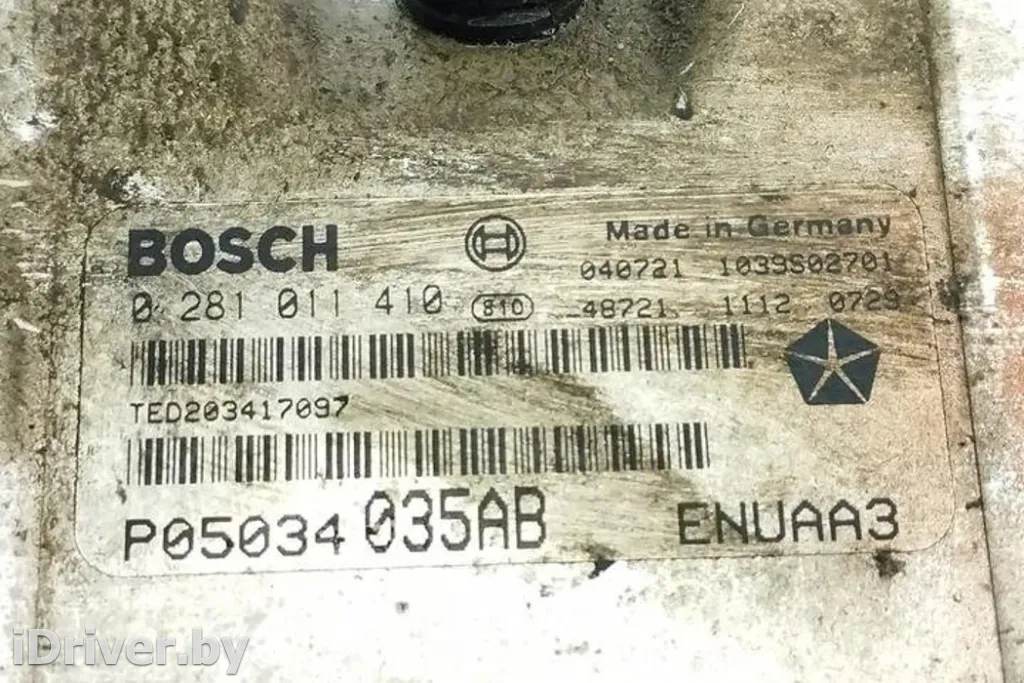 BOSCH
Made in Germany
040721 1039S02701
0 281 011 410 810 48721 1112 0729
TED203417097
P05034 035AB ENUAA3
iDriver.by